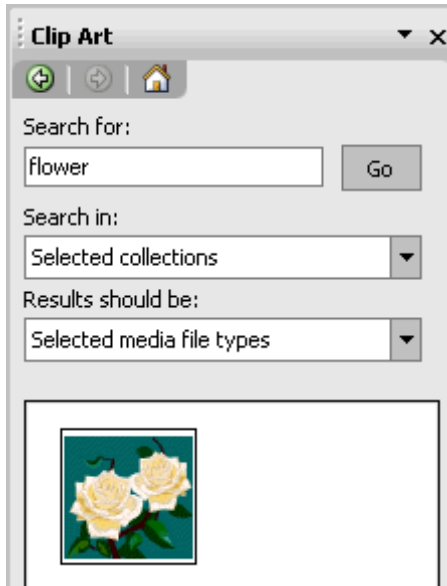 Clip Art
Search for:
flower
Go
Search in:
Selected collections
Results should be:
Selected media file types